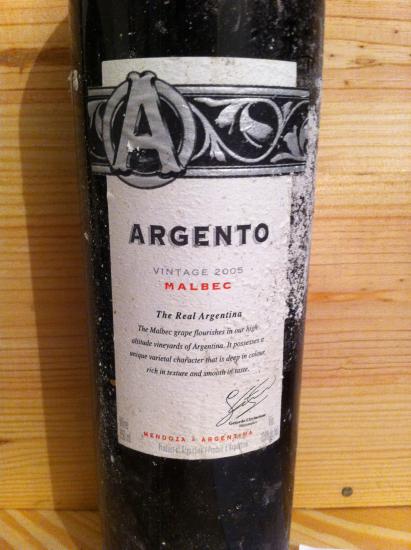 A
ARGENTO
VINTAGE 2005
MALBEC
The Real Argentina
The Malbec grape flourishes in our high
altitude vineyards of Argentina. It possesses a
unique varietal character that is deep in colour,
rich in texture and smooth in taste.
MENDOZA
ARGENTINA